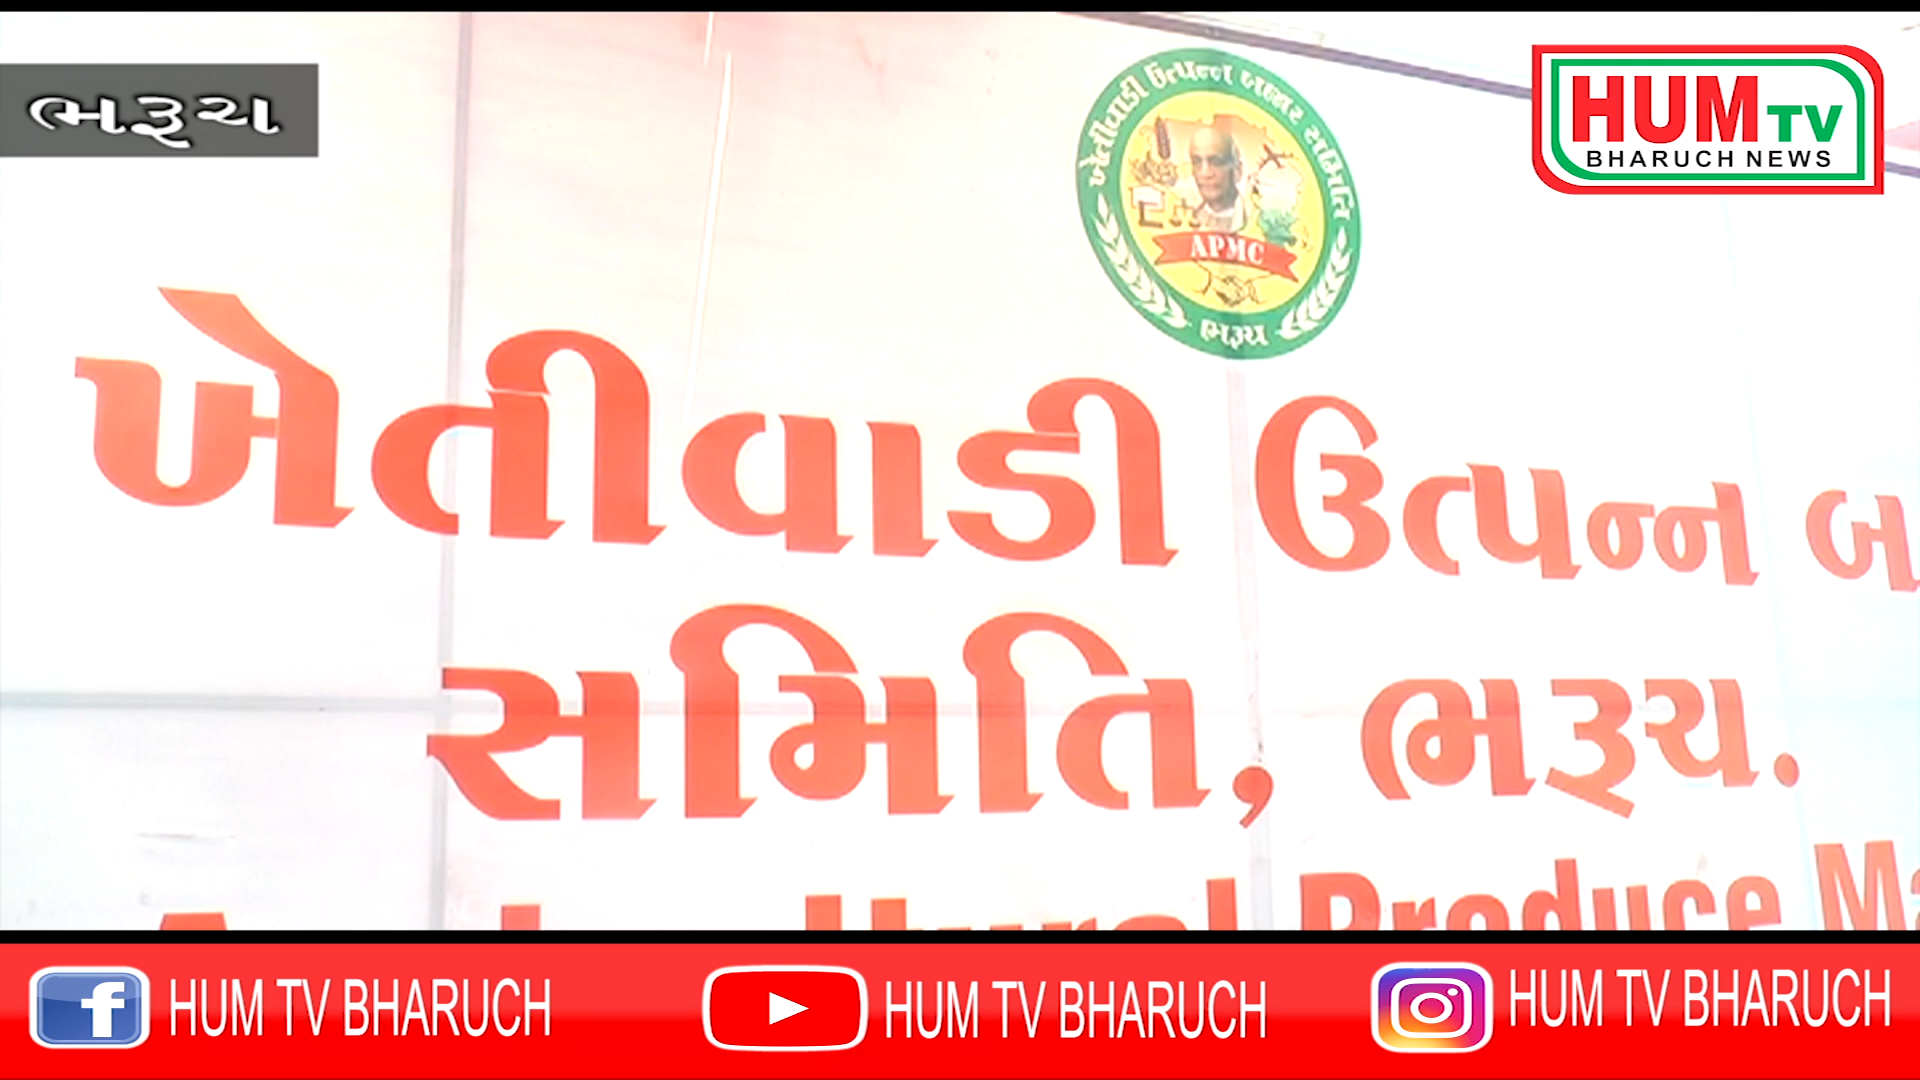 ભરૂચ
HUM TV
BHARUCH NEWS
ખેતીવાડી ઉત્પન્ન બજાર સમિતિ
APMC
ભરૂચ
ખેતીવાડી ઉત્પન્ન બ
સમિતિ, ભરૂચ.
Produce Ma
HUM TV BHARUCH
HUM TV BHARUCH
HUM TV BHARUCH